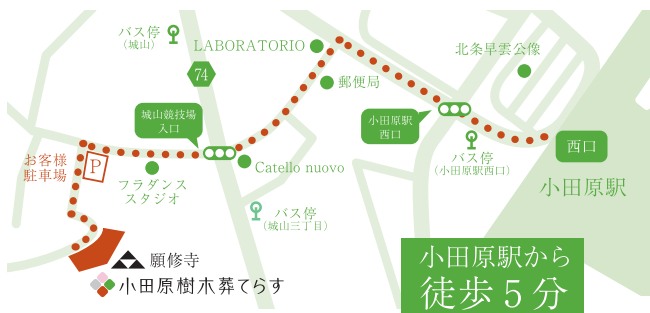 バス停
（城山）
LABORATORIO
74
北条早雲公像
郵便局
城山競技場
入口
小田原駅
西口
お客様
駐車場
P
フラダンス
スタジオ
Catello nuovo
バス停
（小田原駅西口）
西口
小田原駅
バス停
（城山三丁目）
願修寺
小田原樹木葬てらす
小田原駅から
徒歩5分